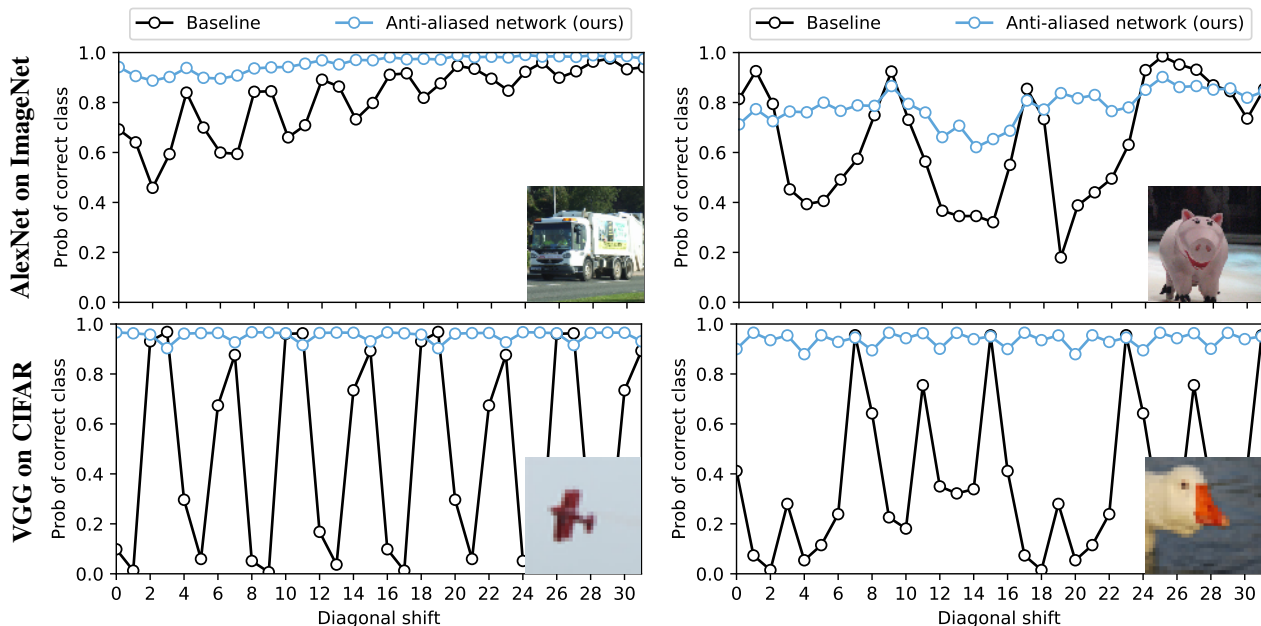 Baseline Anti-aliased network (ours)
Baseline Anti-aliased network (ours)
AlexNet on ImageNet
Prob of correct class
1.0
0.8
0.6
0.4
0.2
0.0
Prob of correct class
1.0
0.8
0.6
0.4
0.2
0.0
VGG on CIFAR
Prob of correct class
1.0
0.8
0.6
0.4
0.2
0.0
0 2 4 6 8 10 12 14 16 18 20 22 24 26 28 30
Diagonal shift
Prob of correct class
1.0
0.8
0.6
0.4
0.2
0.0
0 2 4 6 8 10 12 14 16 18 20 22 24 26 28 30
Diagonal shift